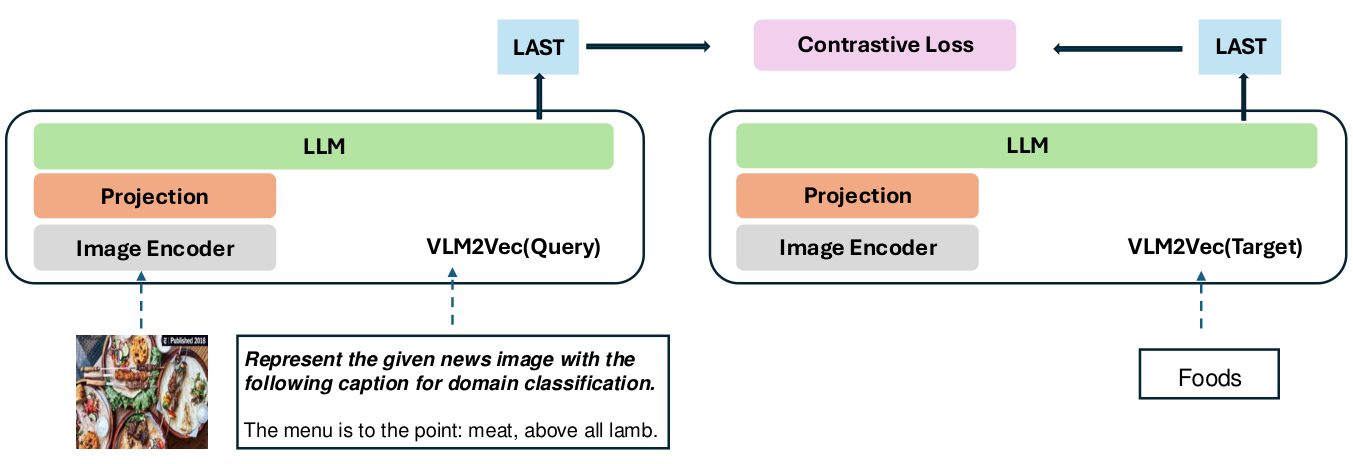 LAST
Contrastive Loss
LAST
LLM
Projection
Image Encoder
VLM2Vec(Query)
LLM
Projection
Image Encoder
VLM2Vec(Target)
Published 2018
Represent the given news image with the
following caption for domain classification.
The menu is to the point: meat, above all lamb.
Foods